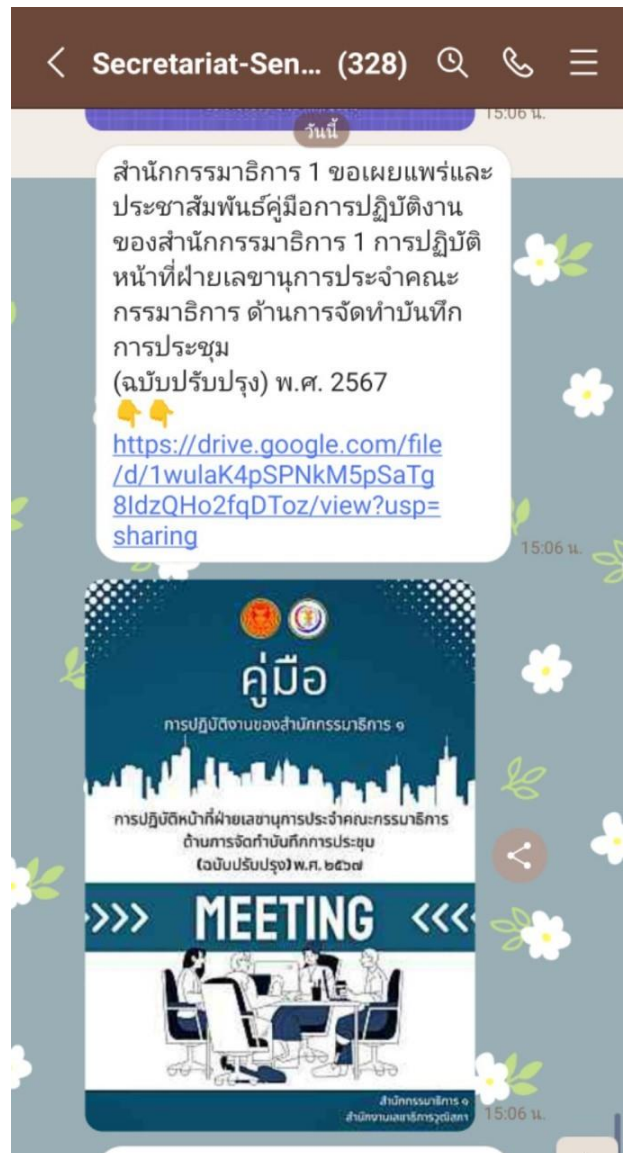 Secretariat-Sen... (328)
15:06 น.
วันนี้
สำนักกรรมาธิการ 1 ขอเผยแพร่และ
ประชาสัมพันธ์คู่มือการปฏิบัติงาน
ของสำนักกรรมาธิการ 1 การปฏิบัติ
หน้าที่ฝ่ายเลขานุการประจำคณะ
กรรมาธิการ ด้านการจัดทำบันทึก
การประชุม
(ฉบับปรับปรุง) พ.ศ. 2567
https://drive.google.com/file
/d/1wulaK4pSPNkM5pSaTg
8IdzQHo2fqDToz/view?usp=
sharing
15:06 น.
คู่มือ
การปฏิบัติงานของสำนักกรรมาธิการ ๑
การปฏิบัติหน้าที่ฝ่ายเลขานุการประจำคณะกรรมาธิการ
ด้านการจัดทำบันทึกการประชุม
(ฉบับปรับปรุง) พ.ศ. ๒๕๖๗
>>> MEETING <<<
สำนักกรรมาธิการ ๑
สำนักงานเลขาธิการวุฒิสภา
15:06 น.